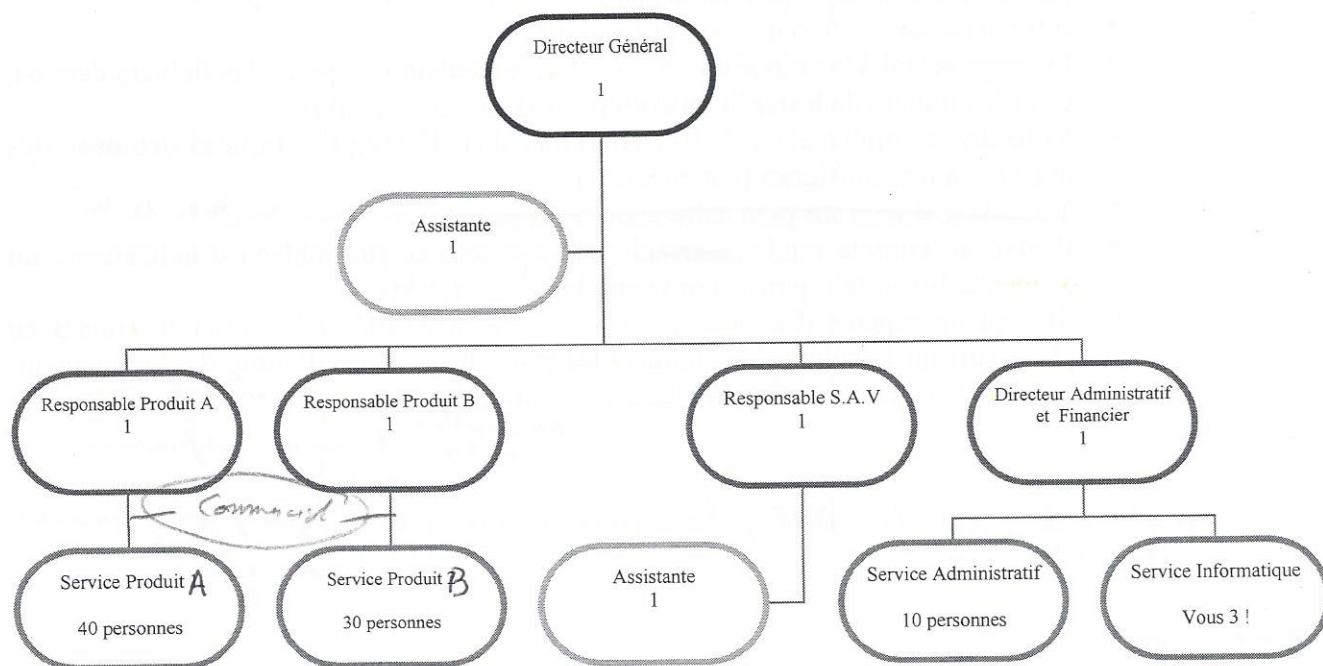 Directeur Général
1
Assistante
1
Responsable Produit A
1
Responsable Produit B
1
Responsable S.A.V
1
Directeur Administratif
et Financier
1
Commercial
Service Produit A
40 personnes
Service Produit B
30 personnes
Assistante
1
Service Administratif
10 personnes
Service Informatique
Vous 3 !